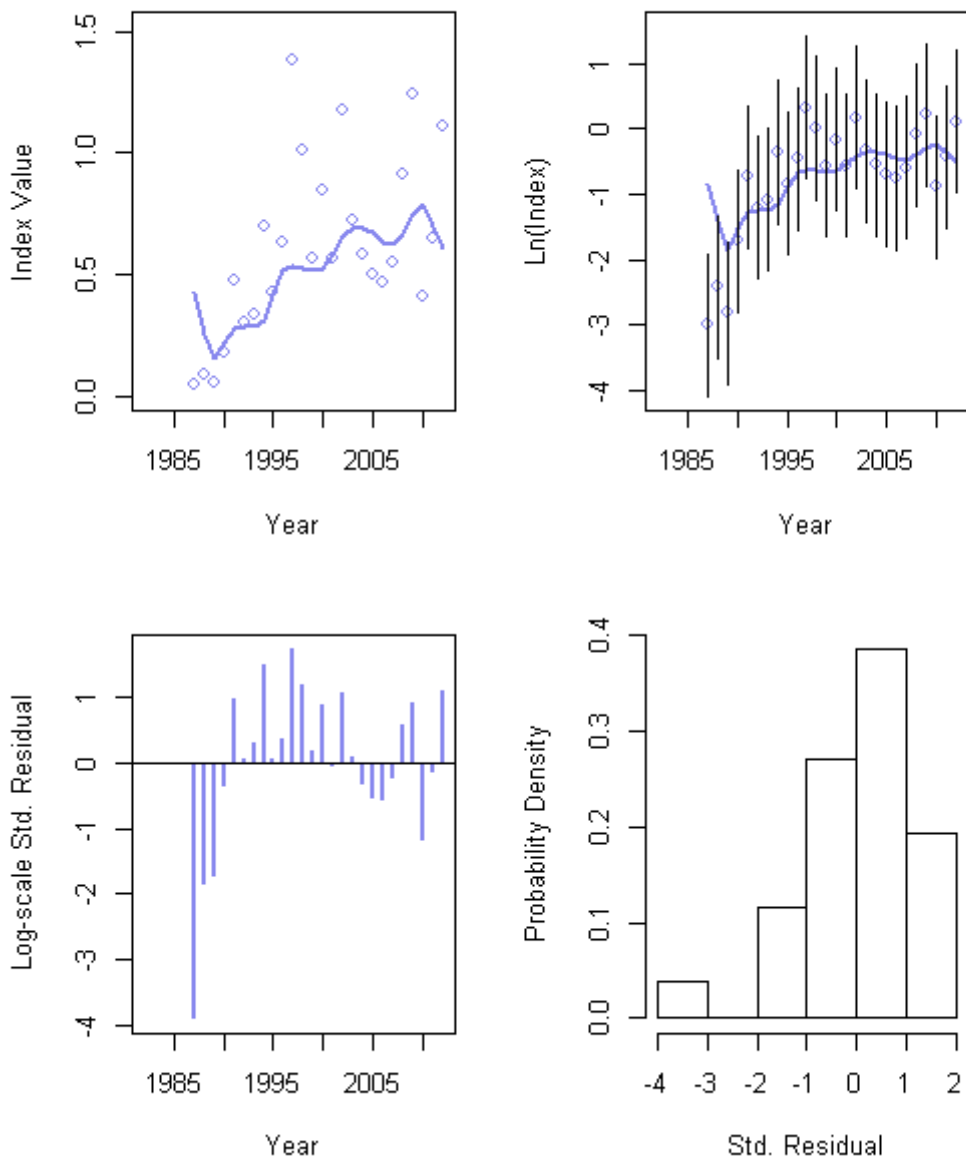 Index Value
0.0 0.5 1.0 1.5
1985 1995 2005
Year
Ln(Index)
-4 -3 -2 -1 0 1
1985 1995 2005
Year
Log-scale Std. Residual
-4 -3 -2 -1 0 1
1985 1995 2005
Year
Probability Density
0.0 0.1 0.2 0.3 0.4
-4 -3 -2 -1 0 1 2
Std. Residual